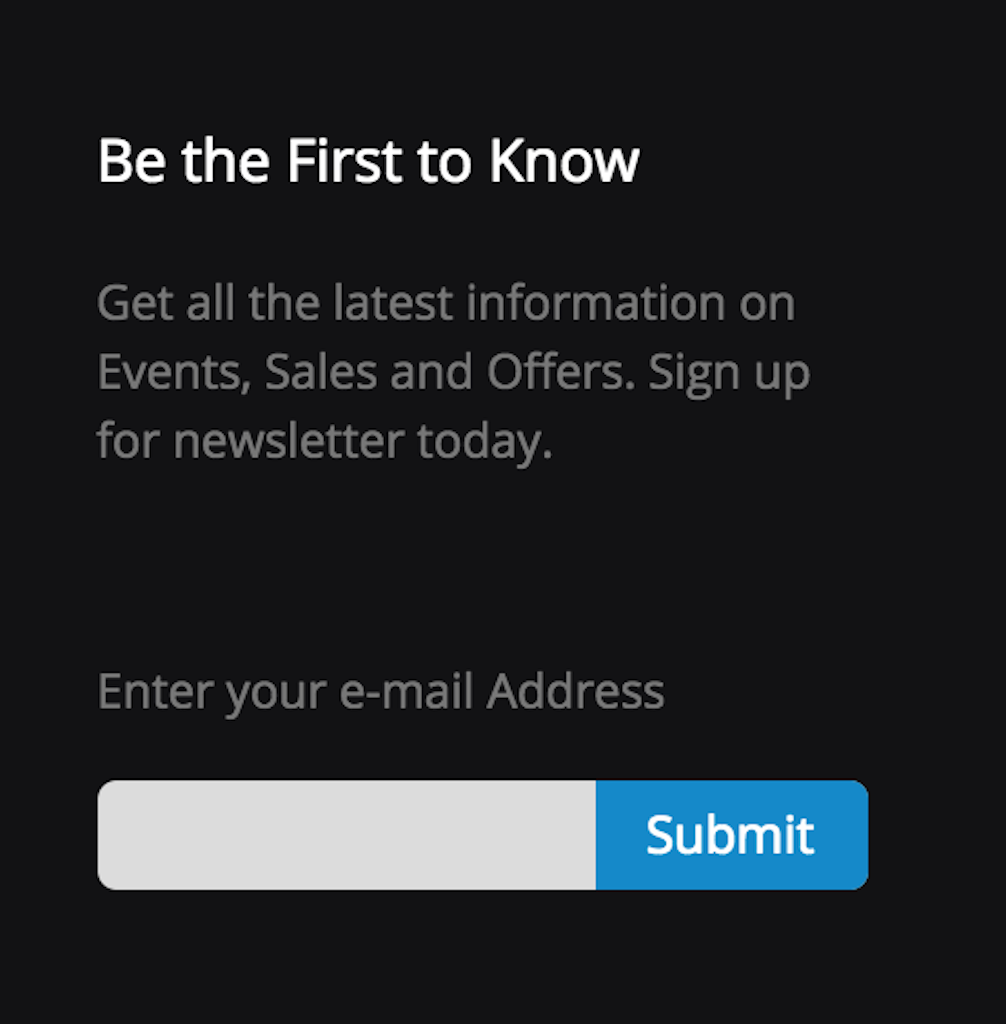 Be the First to Know
Get all the latest information on
Events, Sales and Offers. Sign up
for newsletter today.
Enter your e-mail Address
Submit